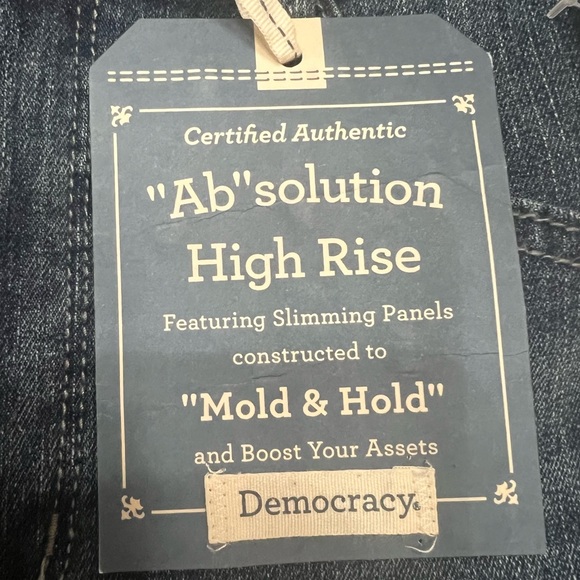 Certified Authentic
"Ab"solution
High Rise
Featuring Slimming Panels
constructed to
"Mold & Hold"
and Boost Your Assets
Democracy®